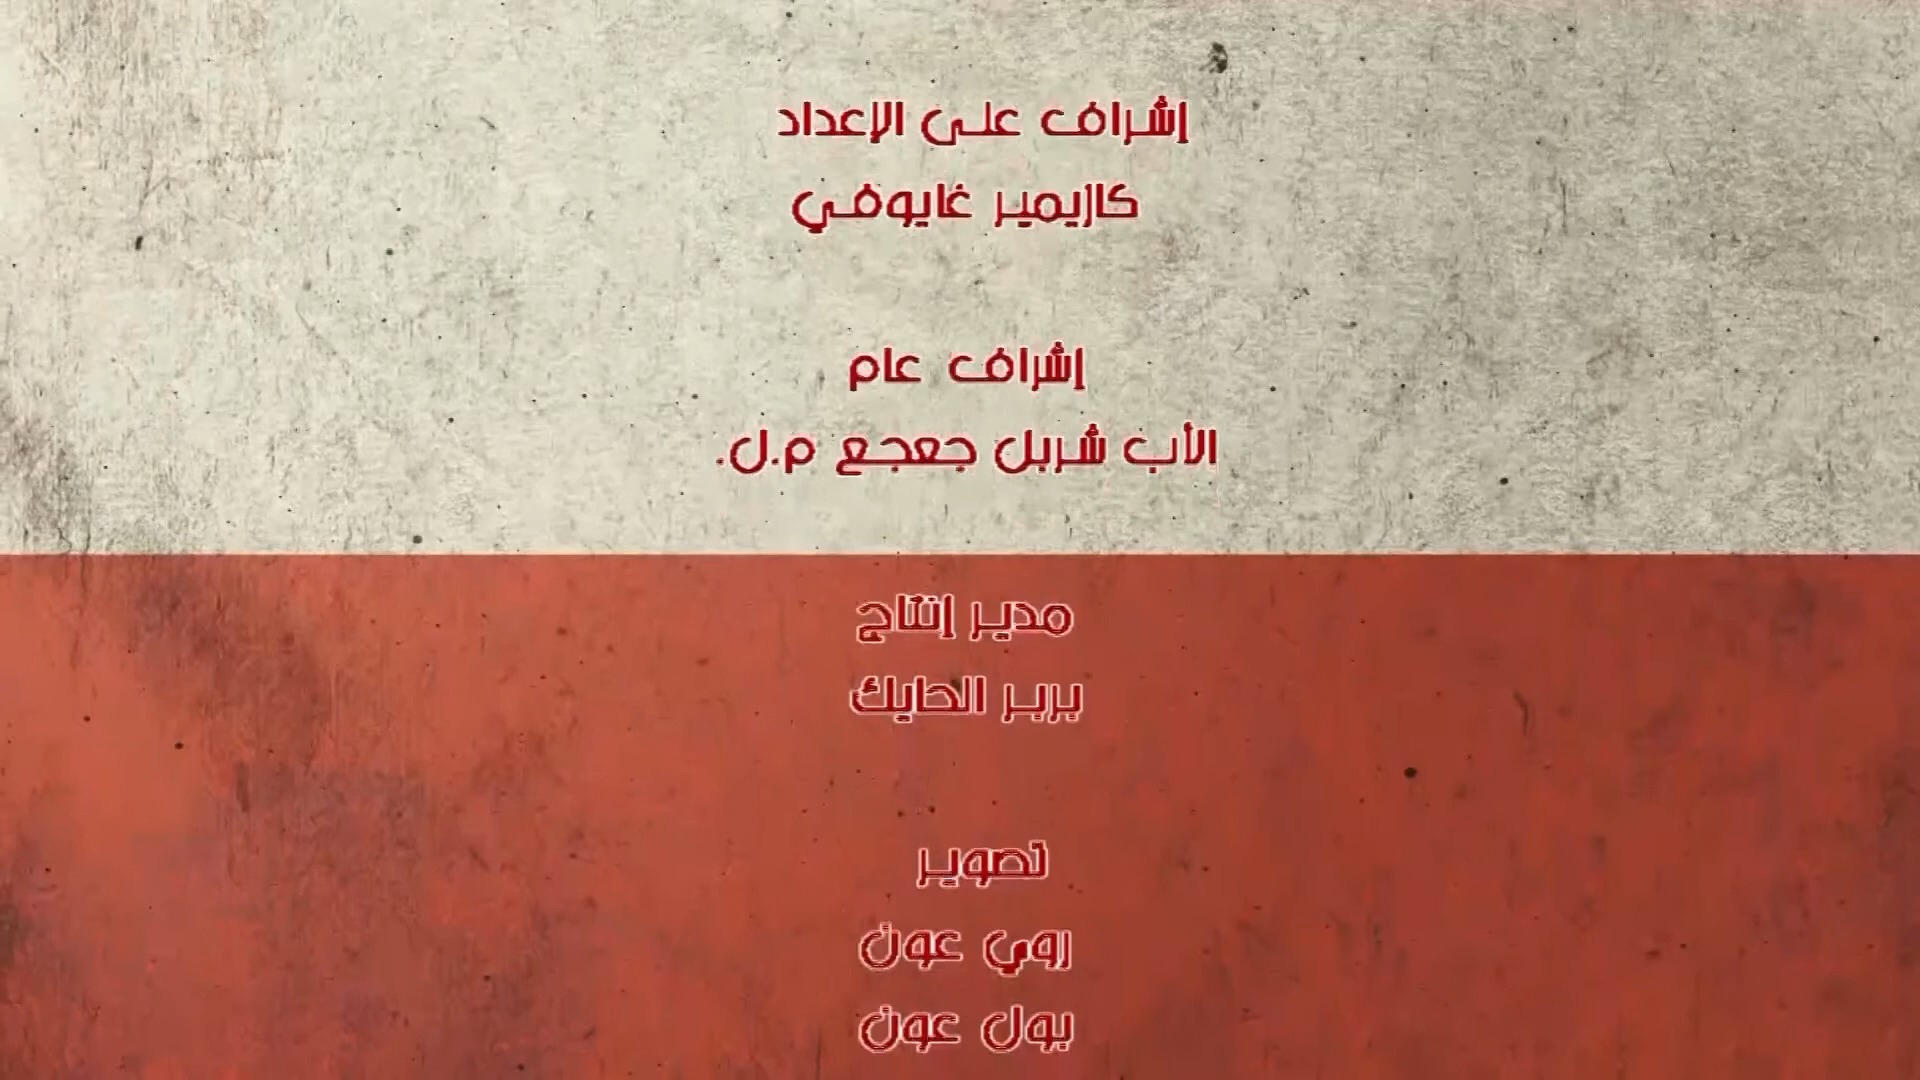 إشراف على الإعداد
كازيمير غايوفي
إشراف عام
الأب شربل جعجع م.ل.
مدير إنتاج
بربر الحايك
تصوير
روي عون
بول عون